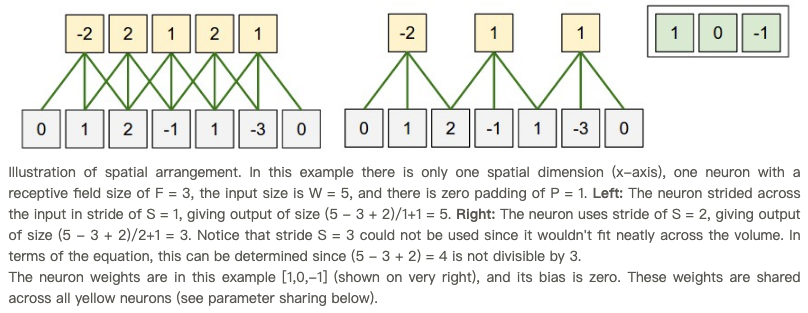 -2 2 1 2 1
-2 1 1
1 0 -1
0 1 2 -1 1 -3 0
0 1 2 -1 1 -3 0
Illustration of spatial arrangement. In this example there is only one spatial dimension (x-axis), one neuron with a
receptive field size of F = 3, the input size is W = 5, and there is zero padding of P = 1. Left: The neuron strided across
the input in stride of S = 1, giving output of size (5 – 3 + 2)/1+1 = 5. Right: The neuron uses stride of S = 2, giving output
of size (5 – 3 + 2)/2+1 = 3. Notice that stride S = 3 could not be used since it wouldn't fit neatly across the volume. In
terms of the equation, this can be determined since (5 – 3 + 2) = 4 is not divisible by 3.
The neuron weights are in this example [1,0,–1] (shown on very right), and its bias is zero. These weights are shared
across all yellow neurons (see parameter sharing below).